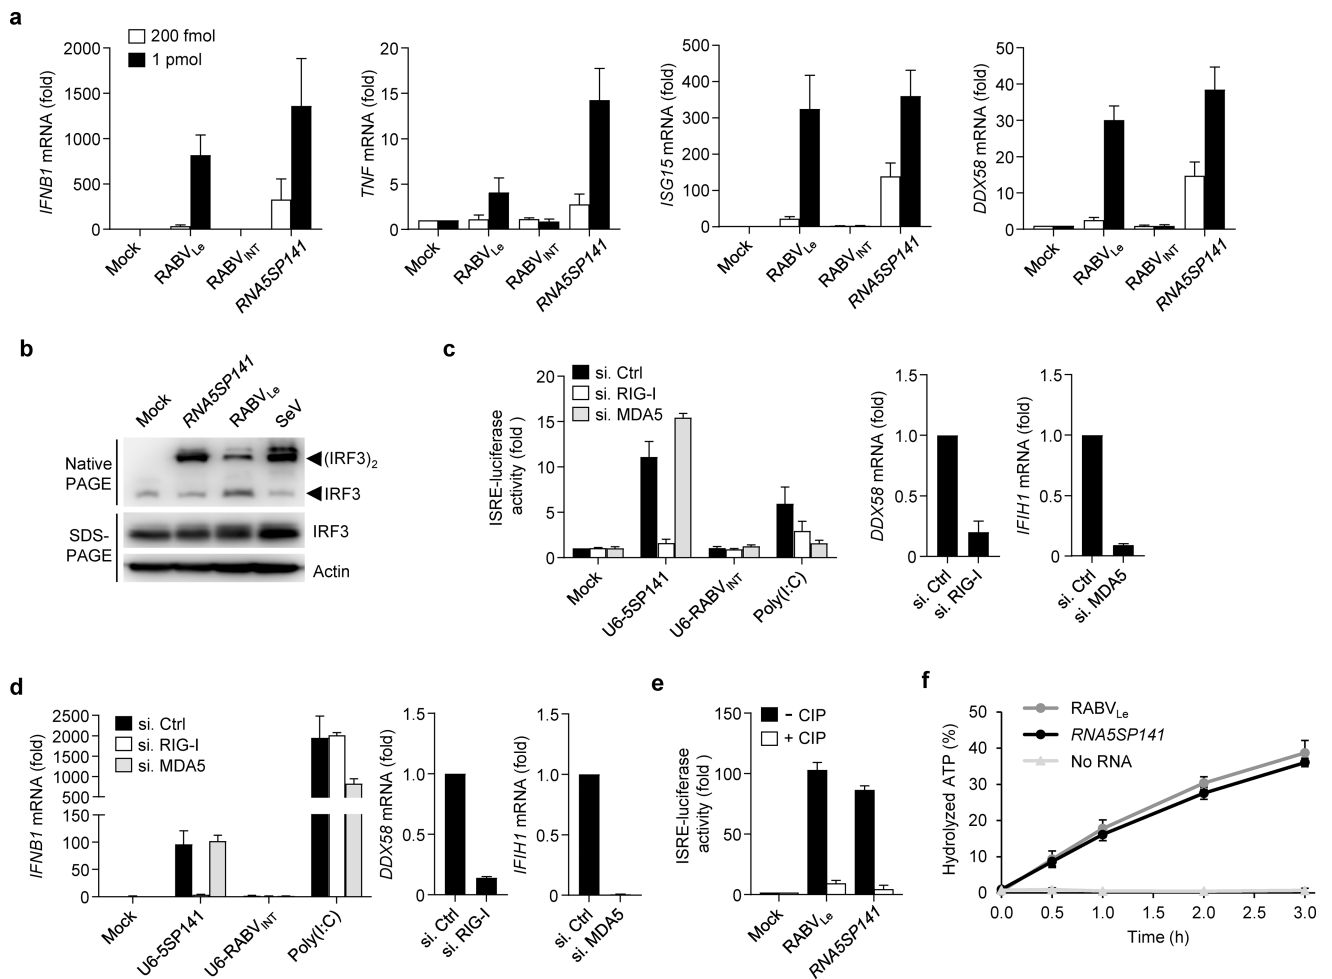 a
200 fmol
1 pmol
IFNB1 mRNA (fold)
2000
1500
1000
500
0
Mock
RABVLe
RABVINT
RNA5SP141
TNF mRNA (fold)
20
15
10
5
0
Mock
RABVLe
RABVINT
RNA5SP141
ISG15 mRNA (fold)
500
400
300
200
100
0
Mock
RABVLe
RABVINT
RNA5SP141
DDX58 mRNA (fold)
50
40
30
20
10
0
Mock
RABVLe
RABVINT
RNA5SP141
b
Mock
RNA5SP141
RABVLe
SeV
Native
PAGE
(IRF3)2
IRF3
SDS-
PAGE
IRF3
Actin
c
si. Ctrl
si. RIG-I
si. MDA5
ISRE-luciferase
activity (fold )
20
15
10
5
0
Mock
U6-5SP141
U6-RABVINT
Poly(I:C)
DDX58 mRNA (fold)
1.5
1.0
0.5
0
si. Ctrl
si. RIG-I
IFIH1 mRNA (fold)
1.5
1.0
0.5
0
si. Ctrl
si. MDA5
d
si. Ctrl
si. RIG-I
si. MDA5
IFNB1 mRNA (fold)
2500
2000
1500
1000
500
150
100
50
0
Mock
U6-5SP141
U6-RABVINT
Poly(I:C)
DDX58 mRNA (fold)
1.5
1.0
0.5
0
si. Ctrl
si. RIG-I
IFIH1 mRNA (fold)
1.5
1.0
0.5
0
si. Ctrl
si. MDA5
e
- CIP
+ CIP
ISRE-luciferase
activity (fold )
150
100
50
0
Mock
RABVLe
RNA5SP141
f
RABVLe
RNA5SP141
No RNA
Hydrolyzed ATP (%)
50
40
30
20
10
0
0.0
0.5
1.0
1.5
2.0
2.5
3.0
Time (h)